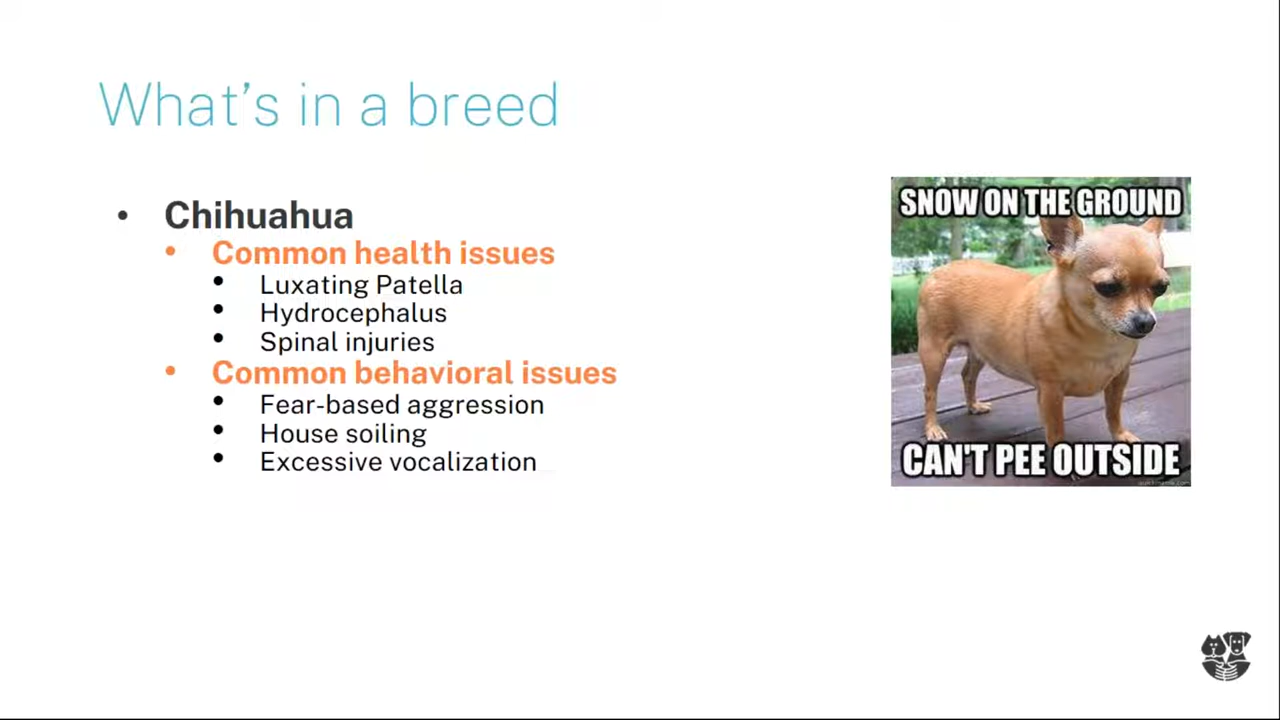 What's in a breed
• Chihuahua
• Common health issues
• Luxating Patella
• Hydrocephalus
• Spinal injuries
• Common behavioral issues
• Fear-based aggression
• House soiling
• Excessive vocalization
SNOW ON THE GROUND
CAN'T PEE OUTSIDE